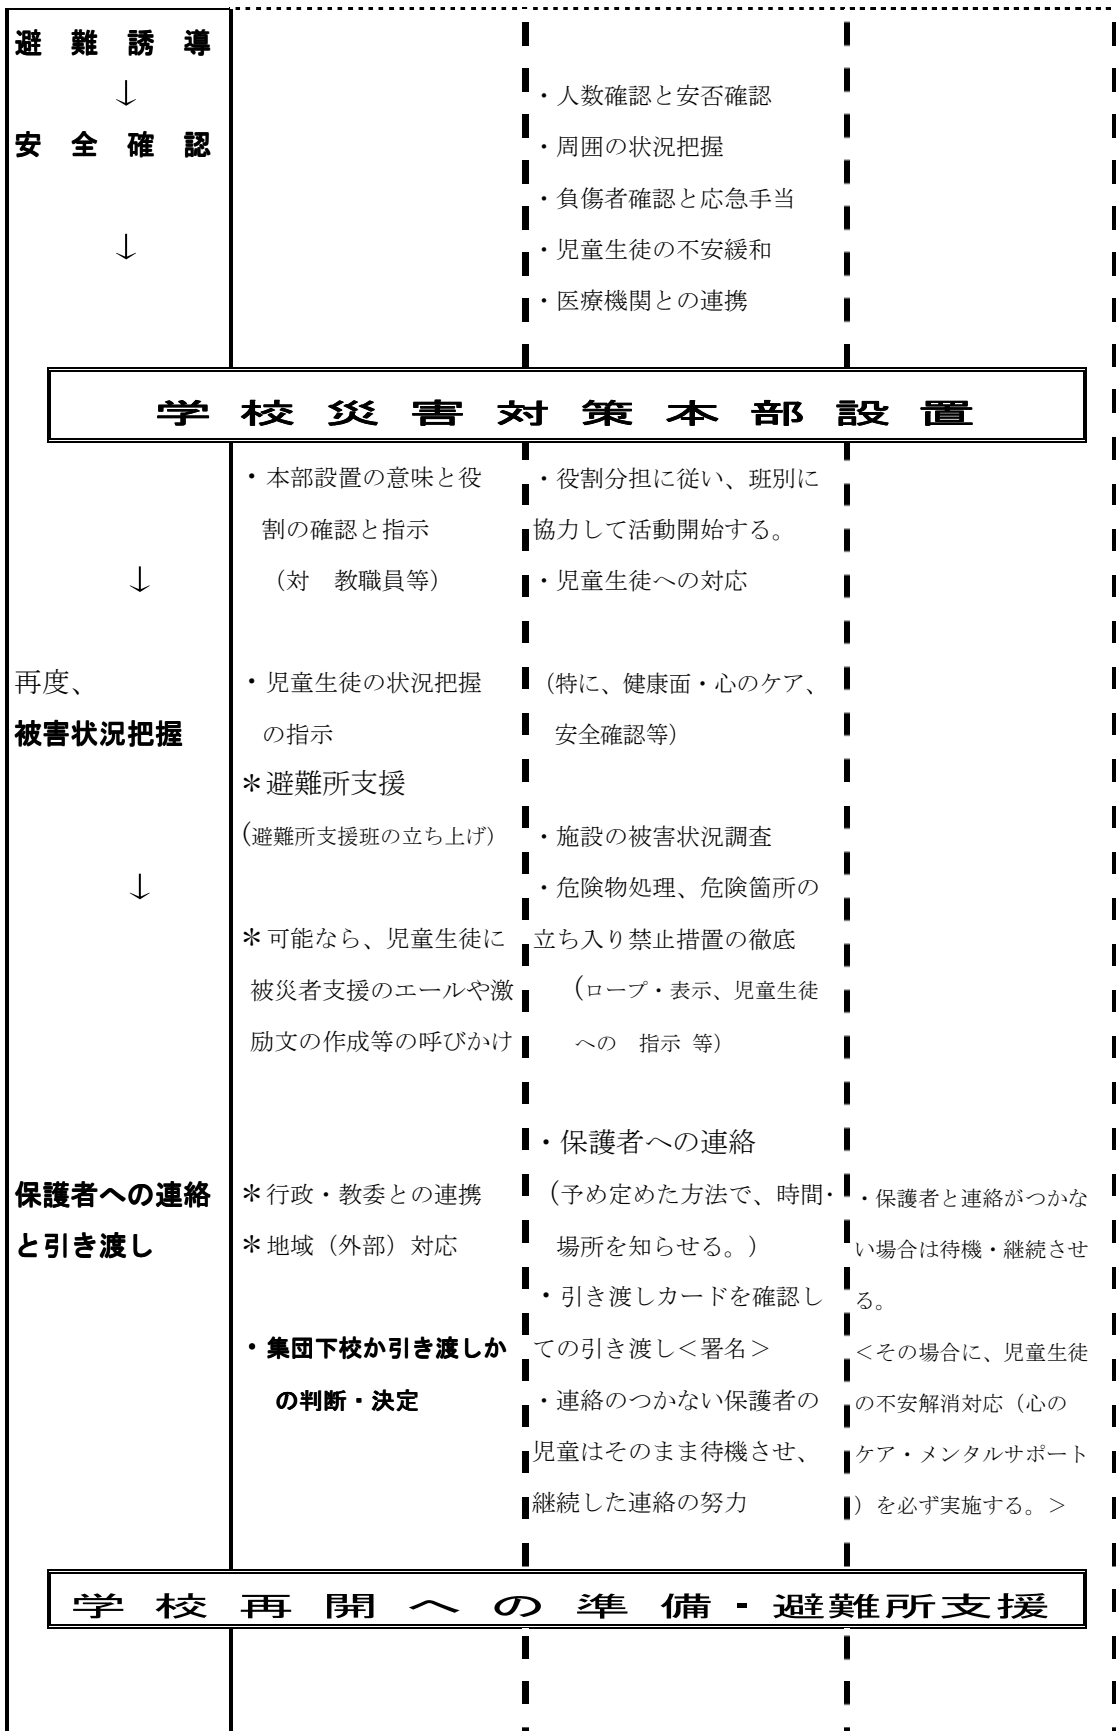 避 難 誘 導
↓
安 全 確 認
↓
・人数確認と安否確認
・周囲の状況把握
・負傷者確認と応急手当
・児童生徒の不安緩和
・医療機関との連携
学 校 災 害 対 策 本 部 設 置
↓
・本部設置の意味と役
割の確認と指示
（対　教職員等）
・役割分担に従い、班別に
協力して活動開始する。
・児童生徒への対応
再度、
被害状況把握
↓
・児童生徒の状況把握
の指示
＊避難所支援
(避難所支援班の立ち上げ）
＊可能なら、児童生徒に
被災者支援のエールや激
励文の作成等の呼びかけ
（特に、健康面・心のケア、
安全確認等）
・施設の被害状況調査
・危険物処理、危険箇所の
立ち入り禁止措置の徹底
（ロープ・表示、児童生徒
への　指示 等）
保護者への連絡
と引き渡し
＊行政・教委との連携
＊地域（外部）対応
・集団下校か引き渡しか
の判断・決定
・保護者への連絡
（予め定めた方法で、時間・
場所を知らせる。）
・引き渡しカードを確認し
ての引き渡し＜署名＞
・連絡のつかない保護者の
児童はそのまま待機させ、
継続した連絡の努力
・保護者と連絡がつかな
い場合は待機・継続させ
る。
＜その場合に、児童生徒
の不安解消対応（心の
ケア・メンタルサポート
）を必ず実施する。＞
学 校 再 開 へ の 準 備・避難所支援